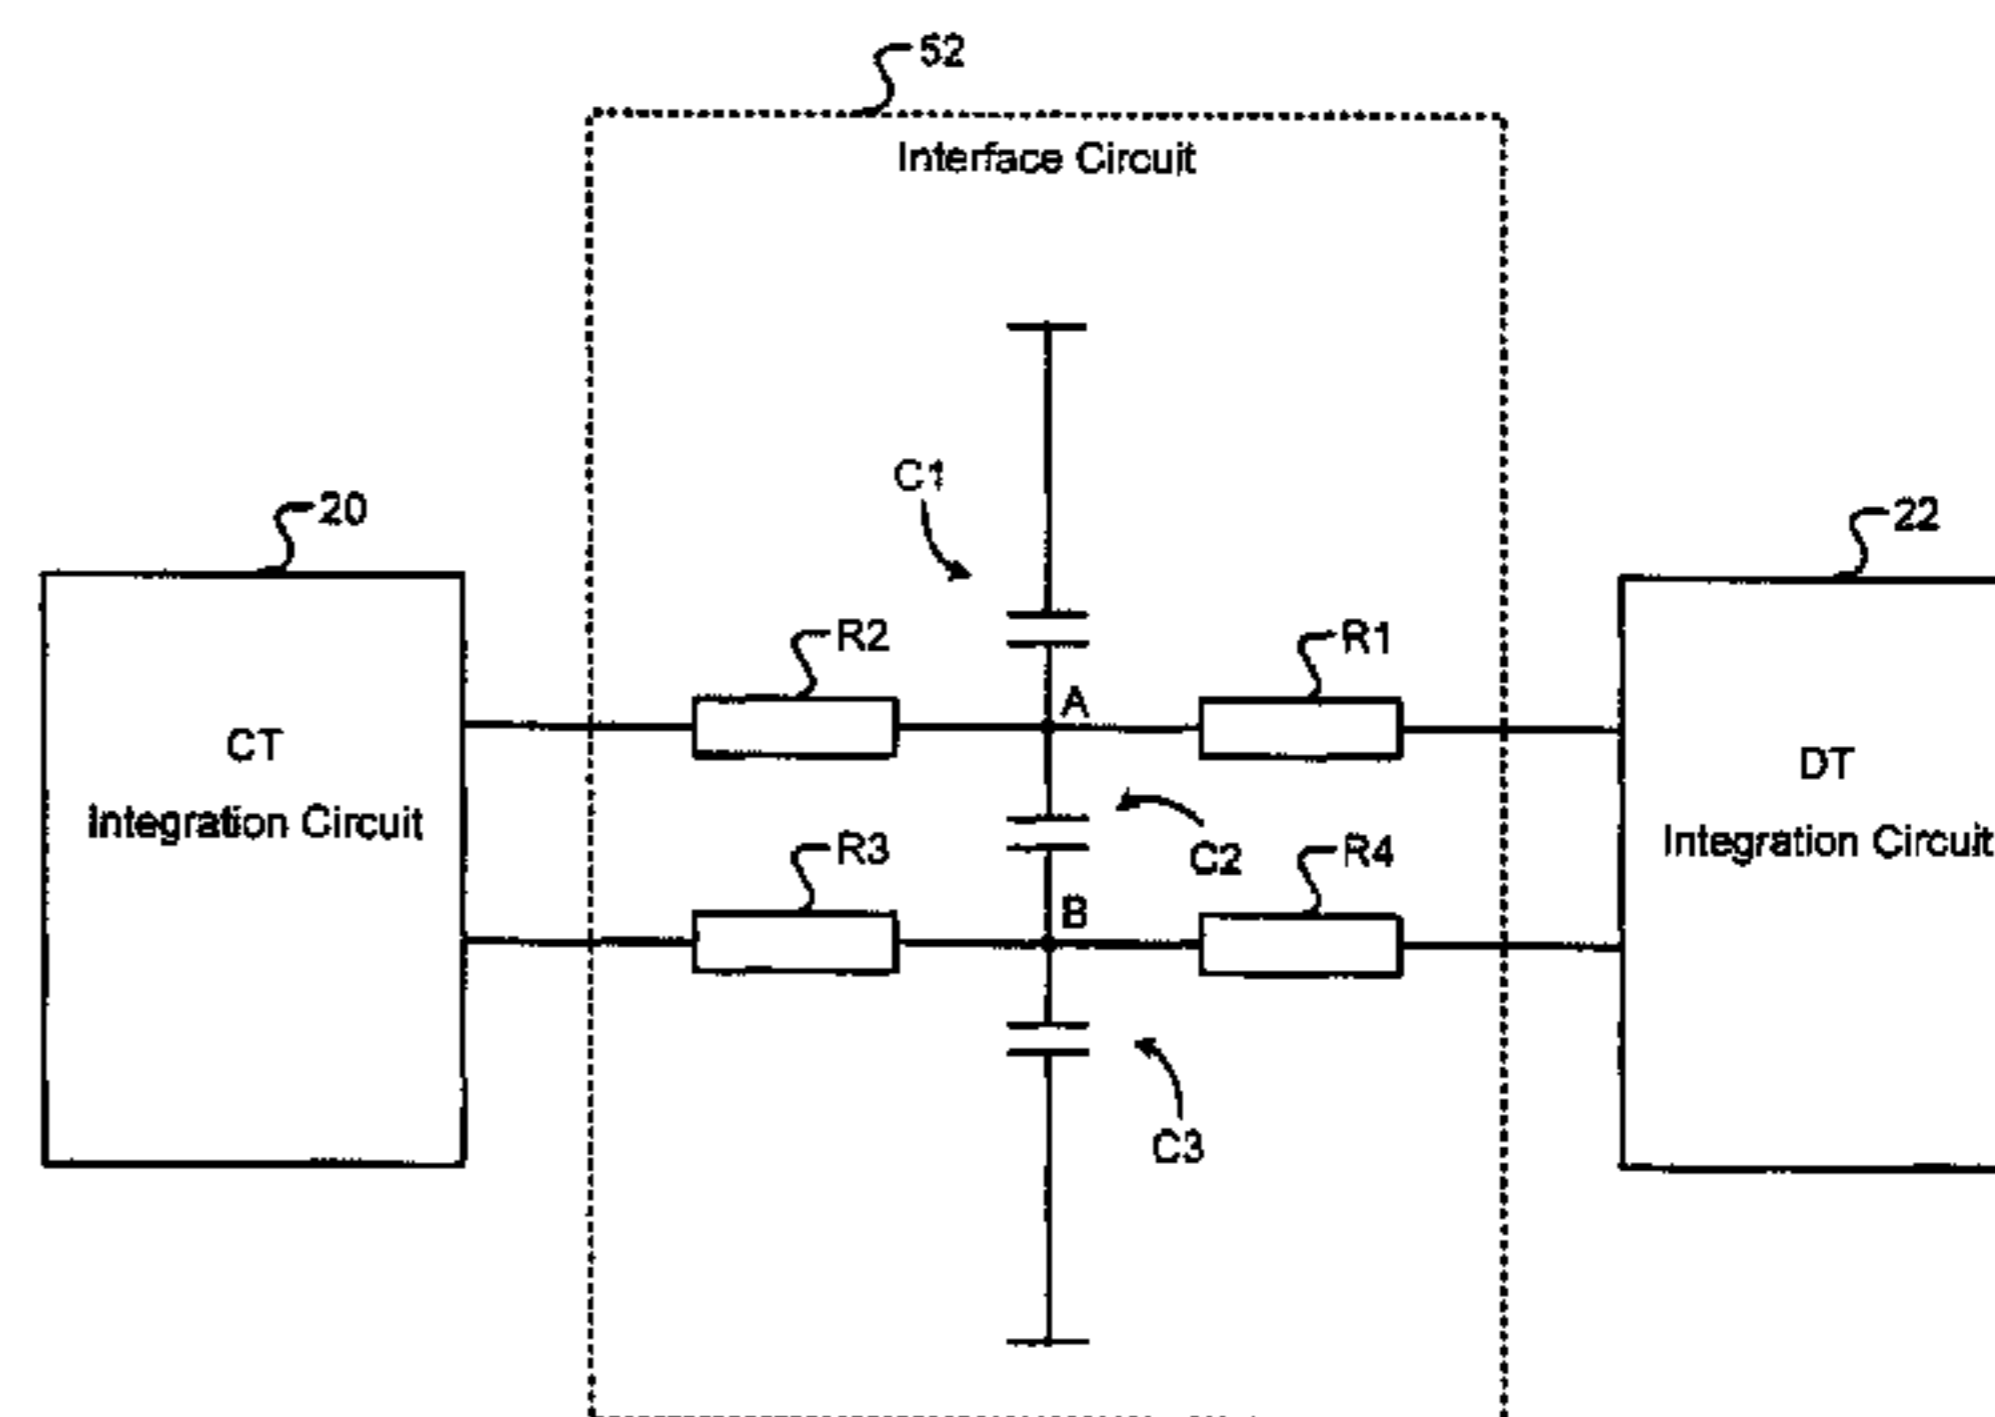 52
Interface Circuit
C1
20
22
R2
R1
A
CT
Integration Circuit
DT
Integration Circuit
C2
R3
R4
B
C3